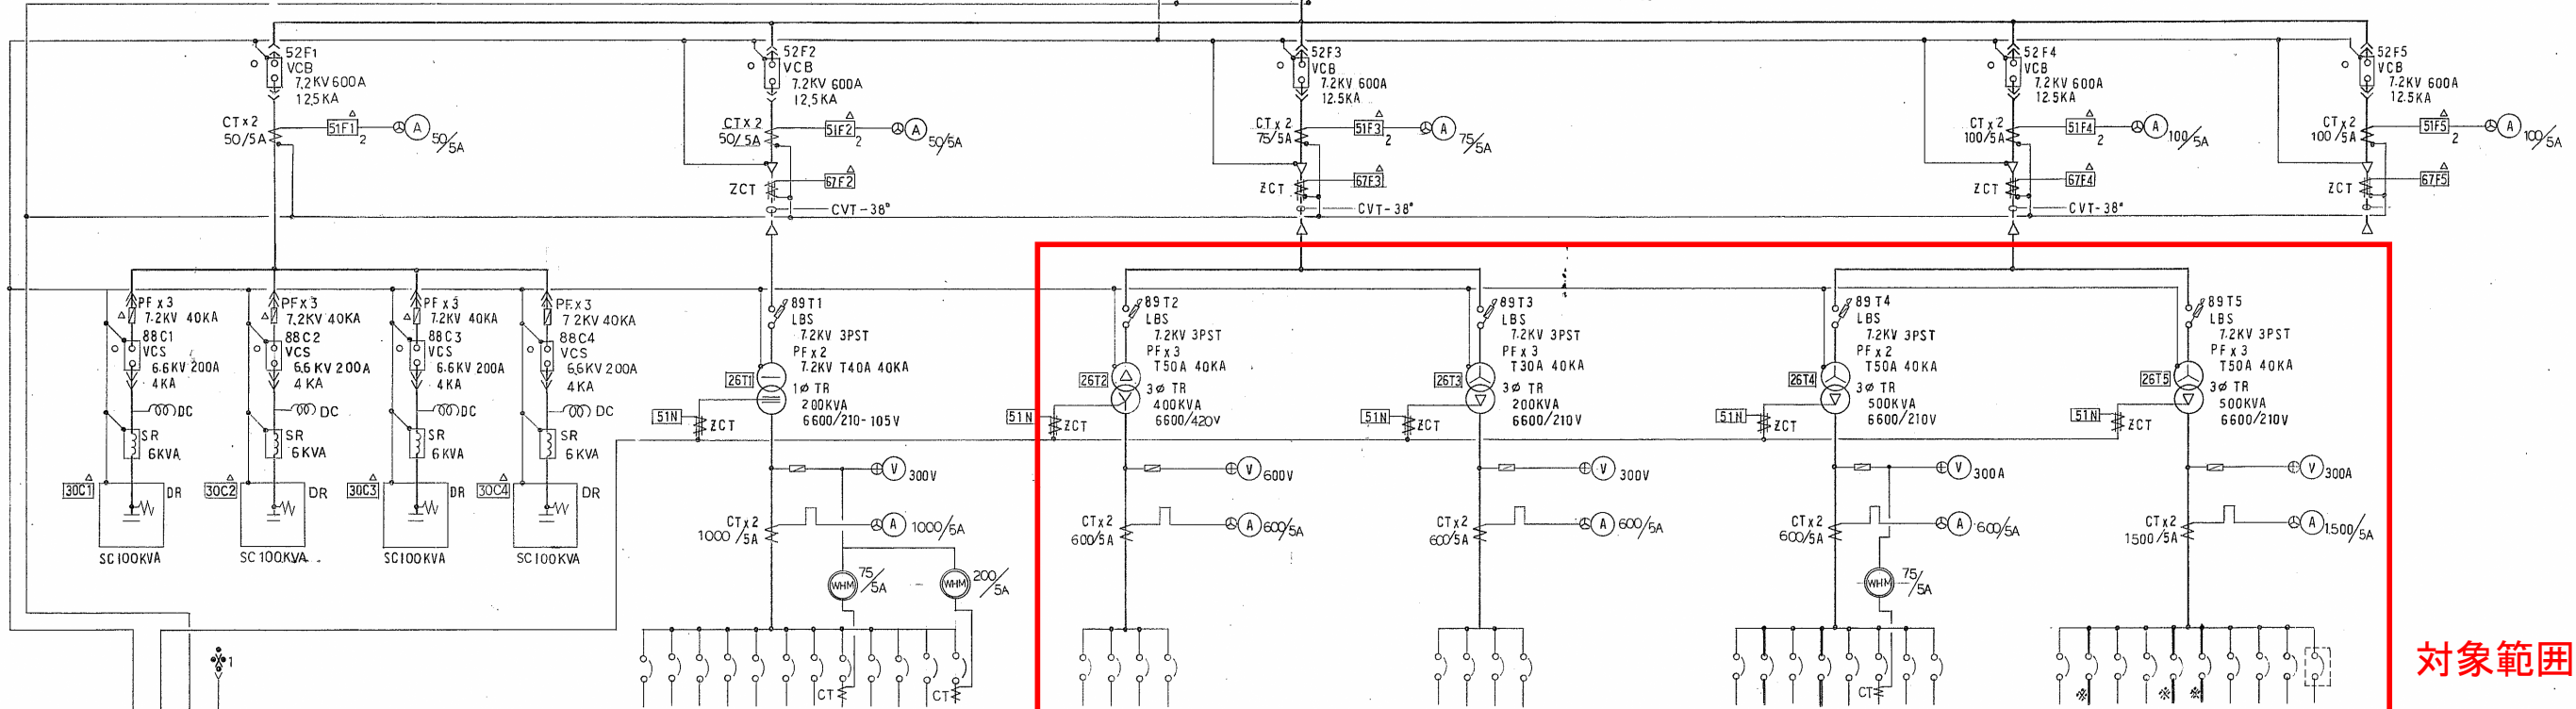 52F1
VCB
7.2KV 600A
12.5KA
CTx2
50/5A
51F1
2
A
50/5A
52F2
VCB
7.2KV 600A
12.5KA
CTx2
50/5A
51F2
2
A
50/5A
67F2
ZCT
CVT-38°
52F3
VCB
7.2KV 600A
12.5KA
CTx2
75/5A
51F3
2
A
75/5A
67F3
ZCT
CVT-38°
52F4
VCB
7.2KV 600A
12.5KA
CTx2
100/5A
51F4
2
A
100/5A
67F4
ZCT
CVT-38°
52F5
VCB
7.2KV 600A
12.5KA
CTx2
100/5A
51F5
2
A
100/5A
67F5
ZCT
PFx3
7.2KV 40KA
88C1
VCS
6.6KV 200A
4KA
DC
SR
6KVA
30C1
DR
SC100KVA
PFx3
7.2KV 40KA
88C2
VCS
6.6KV 200A
4KA
DC
SR
6KVA
30C2
DR
SC100KVA
PFx3
7.2KV 40KA
88C3
VCS
6.6KV 200A
4KA
DC
SR
6KVA
30C3
DR
SC100KVA
PFx3
7.2KV 40KA
88C4
VCS
6.6KV 200A
4KA
DC
SR
6KVA
30C4
DR
SC100KVA
89T1
LBS
7.2KV 3PST
PFx2
7.2KV T40A 40KA
26T1
1ø TR
200KVA
6600/210-105V
51N
ZCT
V
300V
CTx2
1000/5A
A
1000/5A
WHM
75/5A
WHM
200/5A
CT
CT
89T2
LBS
7.2KV 3PST
PFx3
T50A 40KA
26T2
3ø TR
400KVA
6600/420V
51N
ZCT
V
600V
CTx2
600/5A
A
600/5A
89T3
LBS
7.2KV 3PST
PFx3
T30A 40KA
26T3
3ø TR
200KVA
6600/210V
51N
ZCT
V
300V
CTx2
600/5A
A
600/5A
89T4
LBS
7.2KV 3PST
PFx2
T50A 40KA
26T4
3ø TR
500KVA
6600/210V
51N
ZCT
V
300A
CTx2
600/5A
A
600/5A
WHM
75/5A
CT
89T5
LBS
7.2KV 3PST
PFx3
T50A 40KA
26T5
3ø TR
500KVA
6600/210V
51N
ZCT
V
300A
CTx2
1500/5A
A
1500/5A
※1
※
※
※
対象範囲